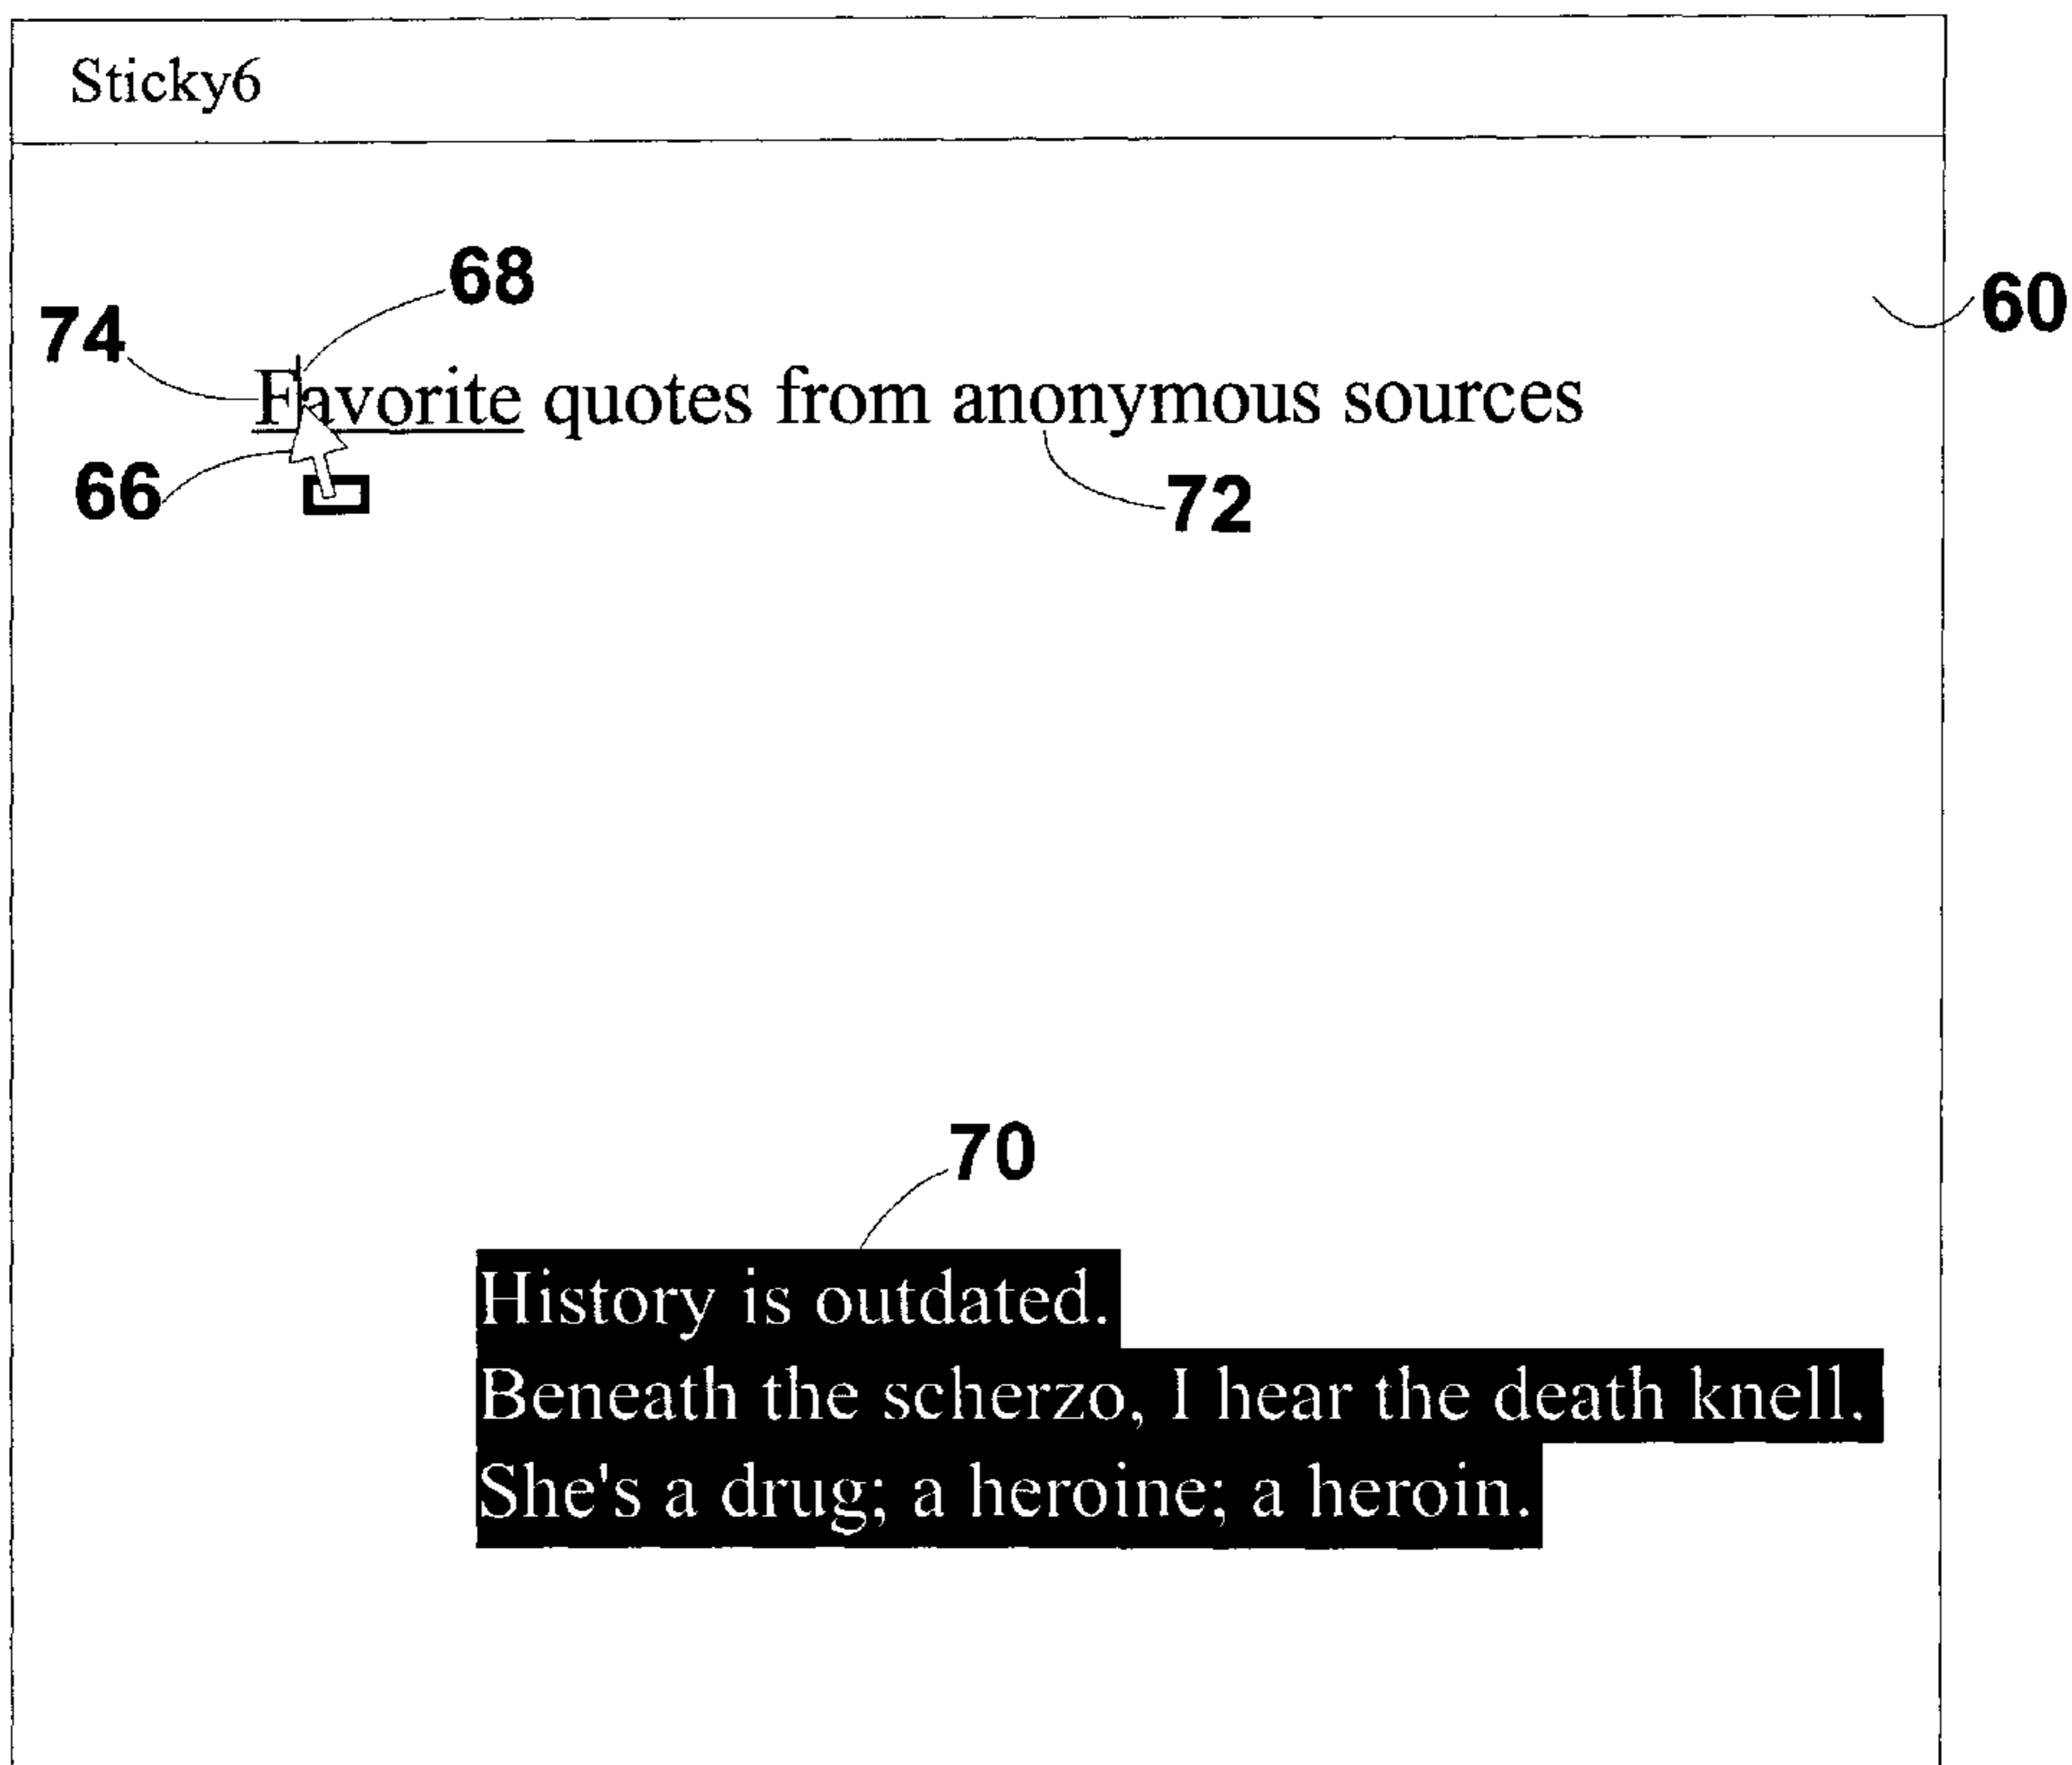 Sticky6
68
60
74
Favorite quotes from anonymous sources
66
72
70
History is outdated.
Beneath the scherzo, I hear the death knell.
She's a drug; a heroine; a heroin.